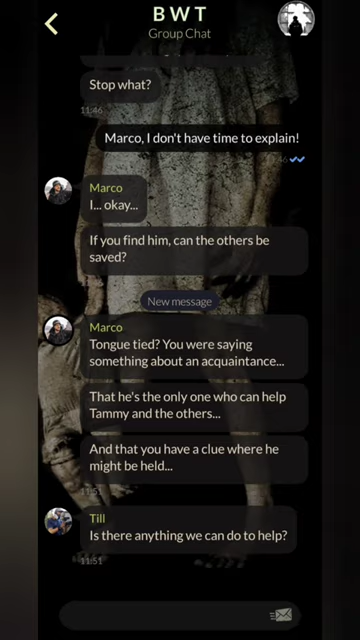 B W T
Group Chat
Stop what?
11:46
Marco, I don't have time to explain!
Marco
I... okay...
If you find him, can the others be
saved?
New message
Marco
Tongue tied? You were saying
something about an acquaintance...
That he's the only one who can help
Tammy and the others...
And that you have a clue where he
might be held...
11:51
Till
Is there anything we can do to help?
11:51